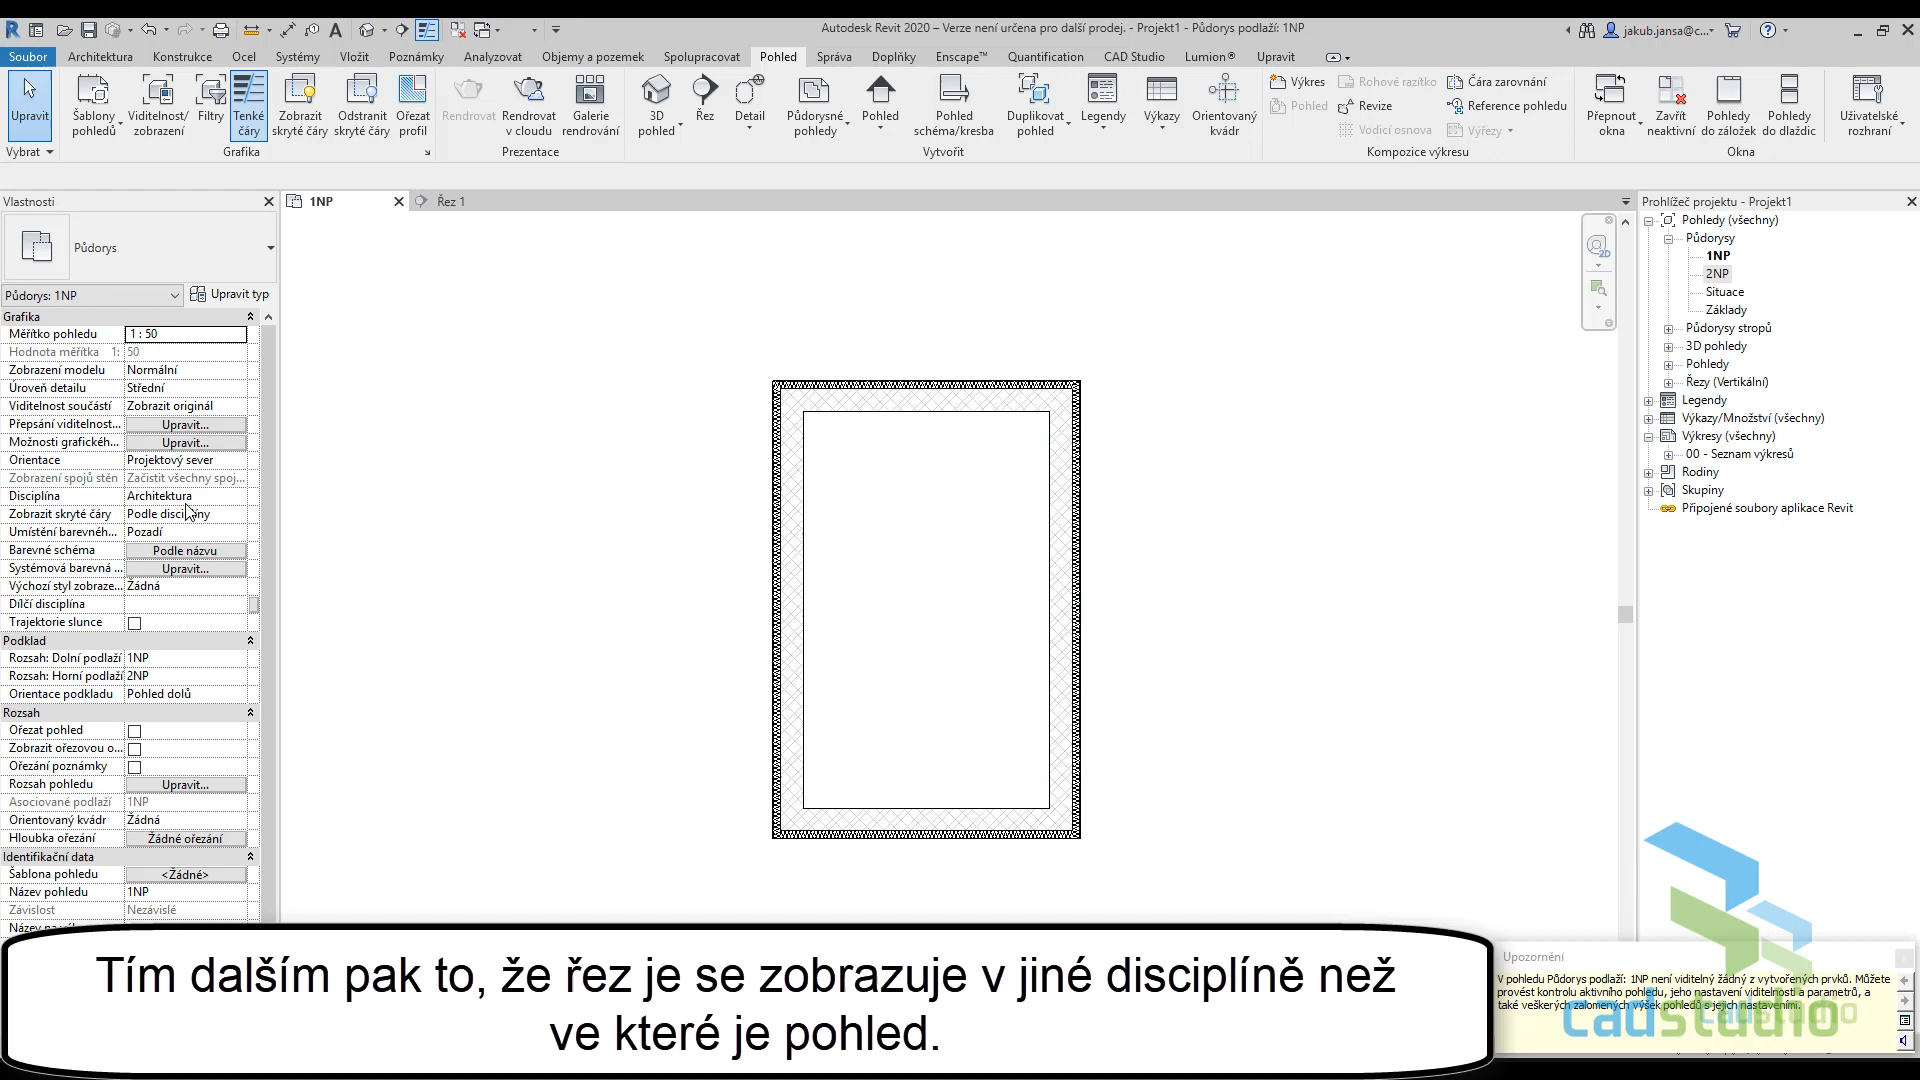 Autodesk Revit 2020 – Verze není určena pro další prodej. - Projekt1 - Půdorys podlaží: 1NP
jakub.jansa@c...
Soubor Architektura Konstrukce Ocel Systémy Vložit Poznámky Analyzovat Objemy a pozemek Spolupracovat Pohled Správa Doplňky Enscape™ Quantification CAD Studio Lumion® Upravit
Upravit
Vybrat
Šablony pohledů
Viditelnost/ zobrazení
Filtry
Tenké čáry
Zobrazit skryté čáry
Odstranit skryté čáry
Ořezat profil
Grafika
Rendrovat
Rendrovat v cloudu
Galerie rendrování
Prezentace
3D pohled
Řez
Detail
Půdorysné pohledy
Pohled
Pohled schéma/kresba
Duplikovat pohled
Legendy
Výkazy
Orientovaný kvádr
Vytvořit
Výkres
Rohové razítko
Čára zarovnání
Pohled
Revize
Reference pohledu
Vodicí osnova
Výřezy
Kompozice výkresu
Přepnout okna
Zavřít neaktivní
Pohledy do záložek
Pohledy do dlaždic
Okna
Uživatelské rozhraní
Vlastnosti
1NP
Řez 1
Prohlížeč projektu - Projekt1
Půdorys
Půdorys: 1NP
Upravit typ
Grafika
Měřítko pohledu 1 : 50
Hodnota měřítka 1: 50
Zobrazení modelu Normální
Úroveň detailu Střední
Viditelnost součástí Zobrazit originál
Přepsání viditelnost... Upravit...
Možnosti grafickéh... Upravit...
Orientace Projektový sever
Zobrazení spojů stěn Začistit všechny spoj...
Disciplína Architektura
Zobrazit skryté čáry Podle disciplíny
Umístění barevnéh... Pozadí
Barevné schéma Podle názvu
Systémová barevná ... Upravit...
Výchozí styl zobraze... Žádná
Dílčí disciplína
Trajektorie slunce
Podklad
Rozsah: Dolní podlaží 1NP
Rozsah: Horní podlaží 2NP
Orientace podkladu Pohled dolů
Rozsah
Ořezat pohled
Zobrazit ořezovou o...
Ořezání poznámky
Rozsah pohledu Upravit...
Asociované podlaží 1NP
Orientovaný kvádr Žádná
Hloubka ořezání Žádné ořezání
Identifikační data
Šablona pohledu <Žádné>
Název pohledu 1NP
Závislost Nezávislé
2D
Pohledy (všechny)
Půdorysy
1NP
2NP
Situace
Základy
Půdorysy stropů
3D pohledy
Pohledy
Řezy (Vertikální)
Legendy
Výkazy/Množství (všechny)
Výkresy (všechny)
00 - Seznam výkresů
Rodiny
Skupiny
Připojené soubory aplikace Revit
Tím dalším pak to, že řez je se zobrazuje v jiné disciplíně než
ve které je pohled.
Upozornění
V pohledu Půdorys podlaží: 1NP není viditelný žádný z vytvořených prvků. Můžete
provést kontrolu aktivního pohledu, jeho nastavení viditelnosti a parametrů, a
také veškerých zalomených výšek pohledů s jejich nastaveními.
cadstudio